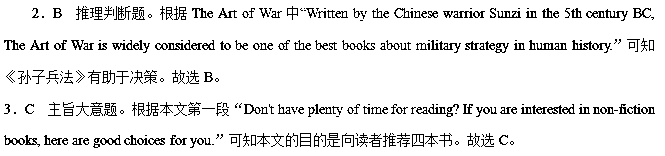 2．B　推理判断题。根据 The Art of War 中“Written by the Chinese warrior Sunzi in the 5th century BC,
The Art of War is widely considered to be one of the best books about military strategy in human history.”可知
《孙子兵法》有助于决策。故选 B。
3．C　主旨大意题。根据本文第一段“Don't have plenty of time for reading? If you are interested in non-fiction
books, here are good choices for you.”可知本文的目的是向读者推荐四本书。故选 C。